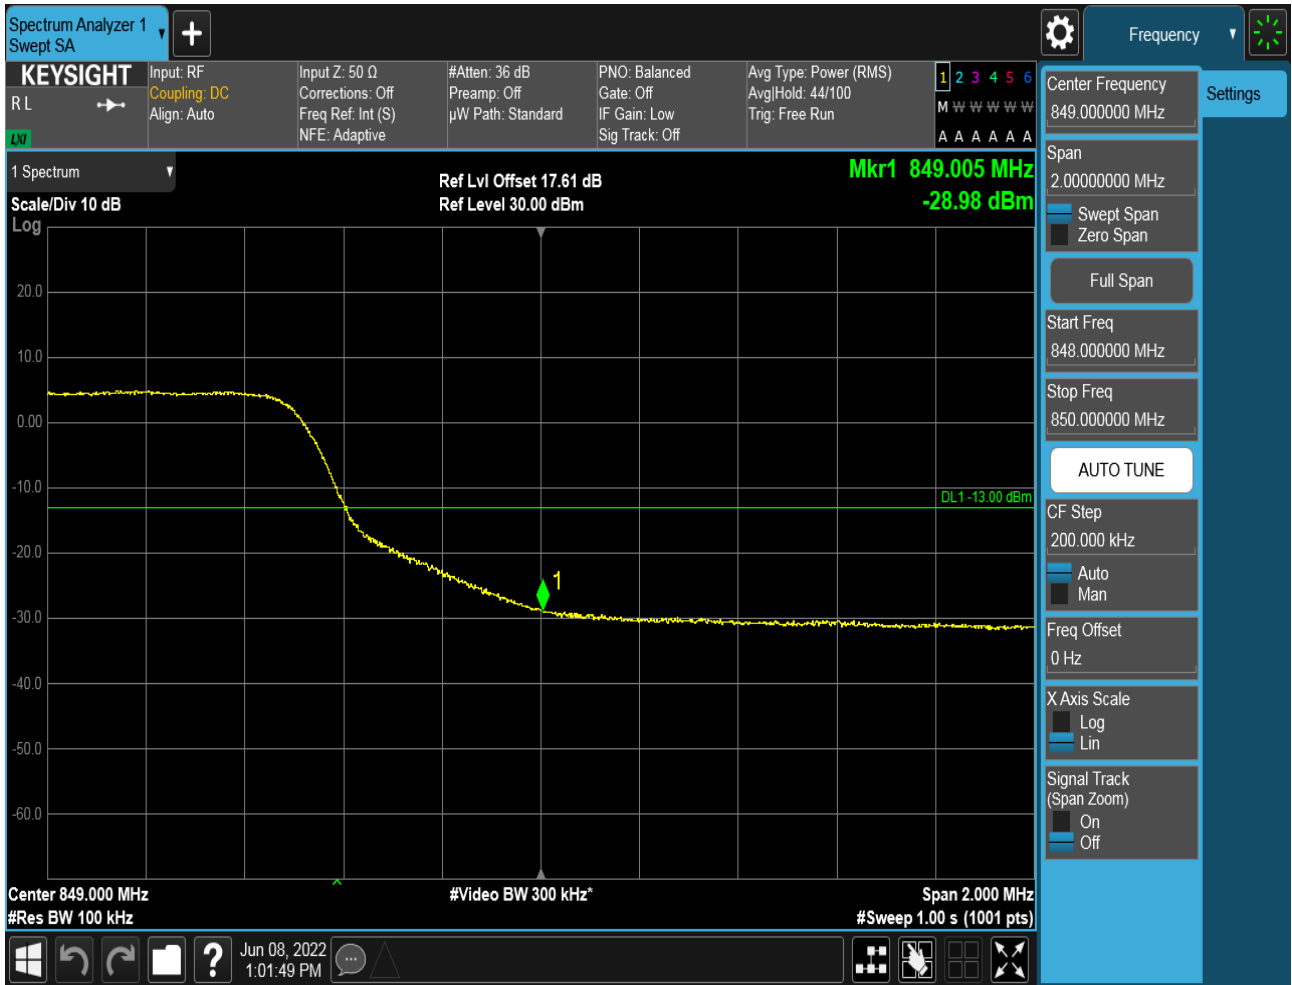 Spectrum Analyzer 1
Swept SA
Frequency
KEYSIGHT
R L
LXI
Input: RF
Coupling: DC
Align: Auto
Input Z: 50 Ω
Corrections: Off
Freq Ref: Int (S)
NFE: Adaptive
#Atten: 36 dB
Preamp: Off
µW Path: Standard
PNO: Balanced
Gate: Off
IF Gain: Low
Sig Track: Off
Avg Type: Power (RMS)
Avg|Hold: 44/100
Trig: Free Run
1 2 3 4 5 6
M W W W W W
A A A A A A
1 Spectrum
Scale/Div 10 dB
Log
Ref Lvl Offset 17.61 dB
Ref Level 30.00 dBm
Mkr1 849.005 MHz
-28.98 dBm
20.0
10.0
0.00
-10.0
-20.0
-30.0
-40.0
-50.0
-60.0
DL1 -13.00 dBm
1
Center 849.000 MHz
#Video BW 300 kHz*
Span 2.000 MHz
#Res BW 100 kHz
#Sweep 1.00 s (1001 pts)
Jun 08, 2022
1:01:49 PM
Center Frequency
849.000000 MHz
Settings
Span
2.00000000 MHz
Swept Span
Zero Span
Full Span
Start Freq
848.000000 MHz
Stop Freq
850.000000 MHz
AUTO TUNE
CF Step
200.000 kHz
Auto
Man
Freq Offset
0 Hz
X Axis Scale
Log
Lin
Signal Track
(Span Zoom)
On
Off